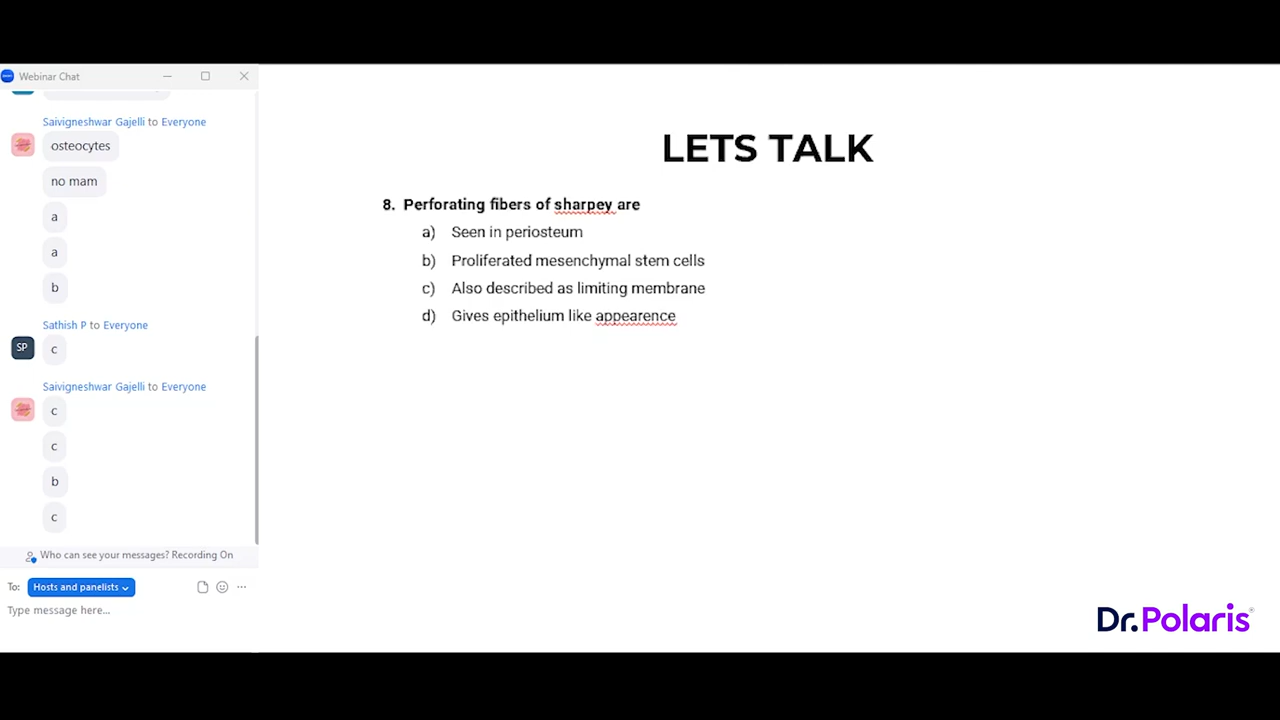 Webinar Chat
Saivigneshwar Gajelli to Everyone
osteocytes
no mam
a
a
b
Sathish P to Everyone
SP
c
Saivigneshwar Gajelli to Everyone
c
c
b
c
Who can see your messages? Recording On
To: Hosts and panelists
Type message here...
LETS TALK
8. Perforating fibers of sharpey are
a) Seen in periosteum
b) Proliferated mesenchymal stem cells
c) Also described as limiting membrane
d) Gives epithelium like appearence
Dr.Polaris